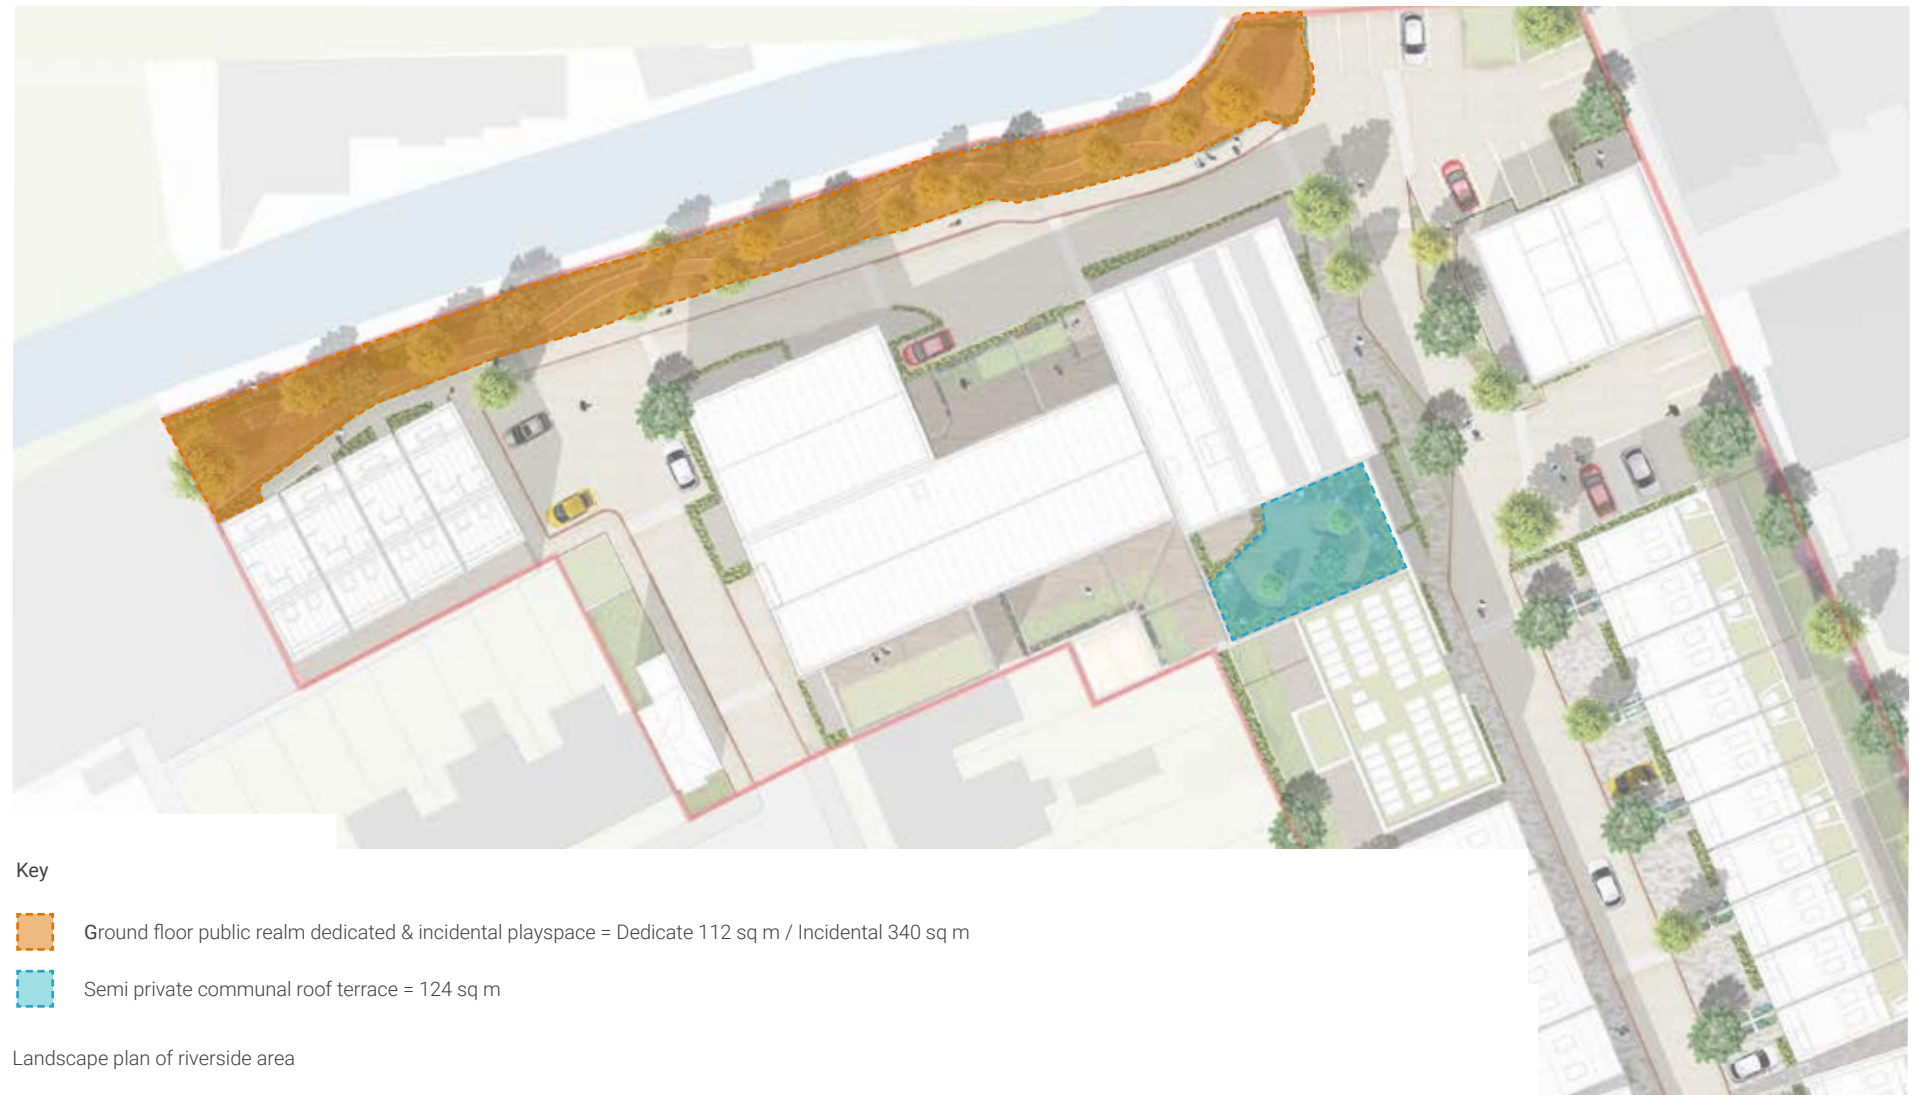 Key
Ground floor public realm dedicated & incidental playspace = Dedicate 112 sq m / Incidental 340 sq m
Semi private communal roof terrace = 124 sq m
Landscape plan of riverside area